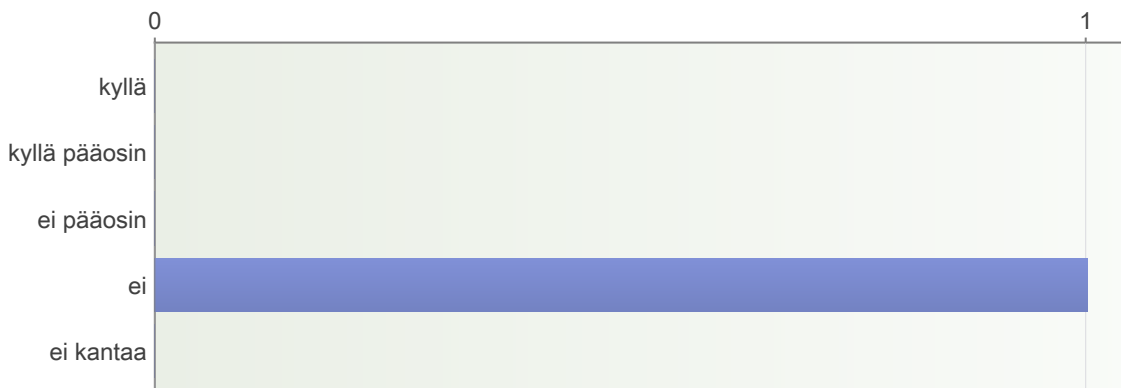 0 1
kyllä
kyllä pääosin
ei pääosin
ei
ei kantaa